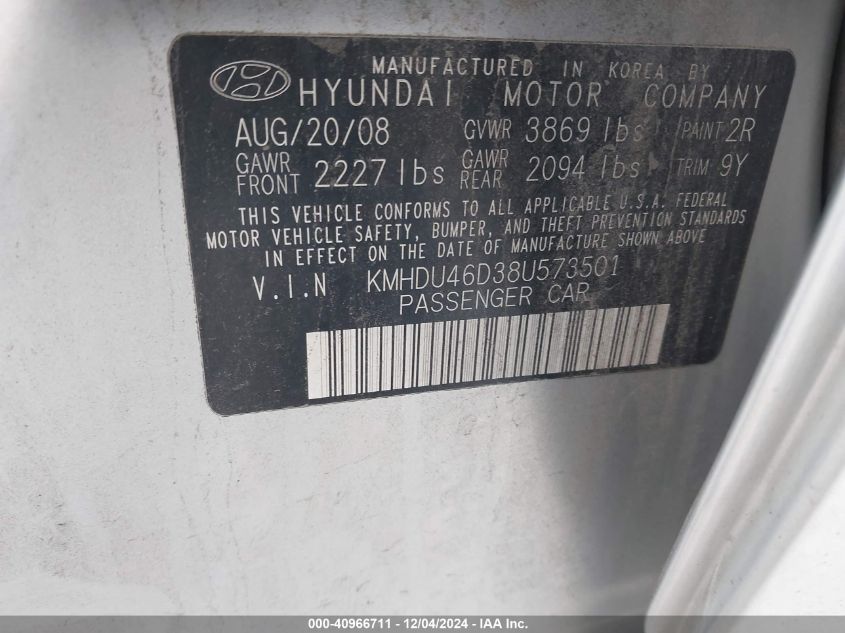 MANUFACTURED IN KOREA BY
HYUNDAI MOTOR COMPANY
AUG/20/08 GVWR 3869 lbs PAINT 2R
GAWR FRONT 2227 lbs GAWR REAR 2094 lbs TRIM 9Y
THIS VEHICLE CONFORMS TO ALL APPLICABLE U.S.A. FEDERAL
MOTOR VEHICLE SAFETY, BUMPER, AND THEFT PREVENTION STANDARDS
IN EFFECT ON THE DATE OF MANUFACTURE SHOWN ABOVE
V.I.N KMHDU46D38U573501
PASSENGER CAR
000-40966711 - 12/04/2024 - IAA Inc.